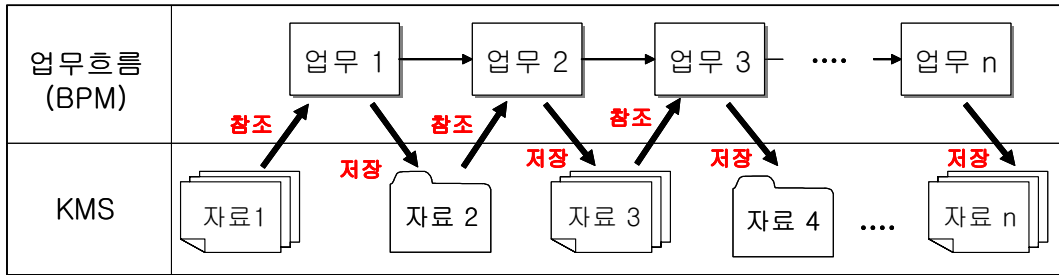 업무흐름
(BPM)
업무 1
업무 2
업무 3
....
업무 n
참조
저장
참조
저장
참조
저장
저장
KMS
자료1
자료 2
자료 3
자료 4
....
자료 n